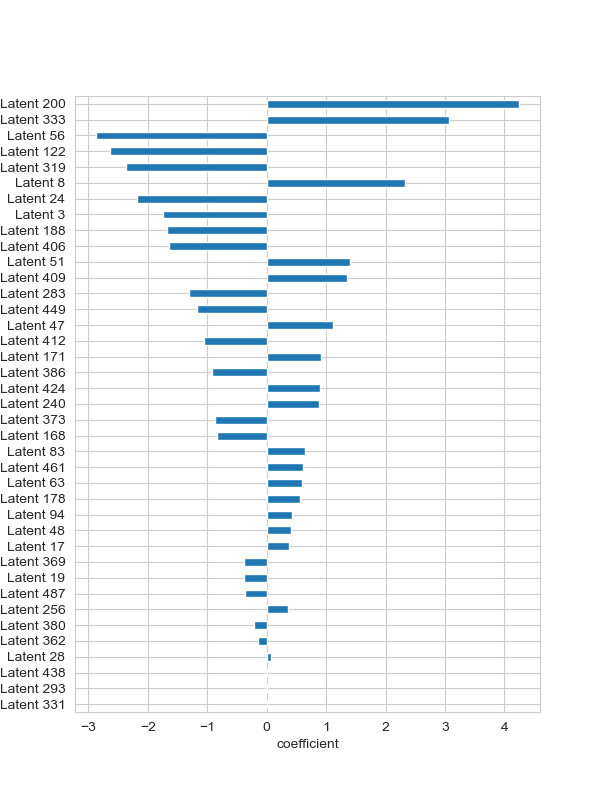 Latent 200
Latent 333
Latent 56
Latent 122
Latent 319
Latent 8
Latent 24
Latent 3
Latent 188
Latent 406
Latent 51
Latent 409
Latent 283
Latent 449
Latent 47
Latent 412
Latent 171
Latent 386
Latent 424
Latent 240
Latent 373
Latent 168
Latent 83
Latent 461
Latent 63
Latent 178
Latent 94
Latent 48
Latent 17
Latent 369
Latent 19
Latent 487
Latent 256
Latent 380
Latent 362
Latent 28
Latent 438
Latent 293
Latent 331
−3 −2 −1 0 1 2 3 4
coefficient